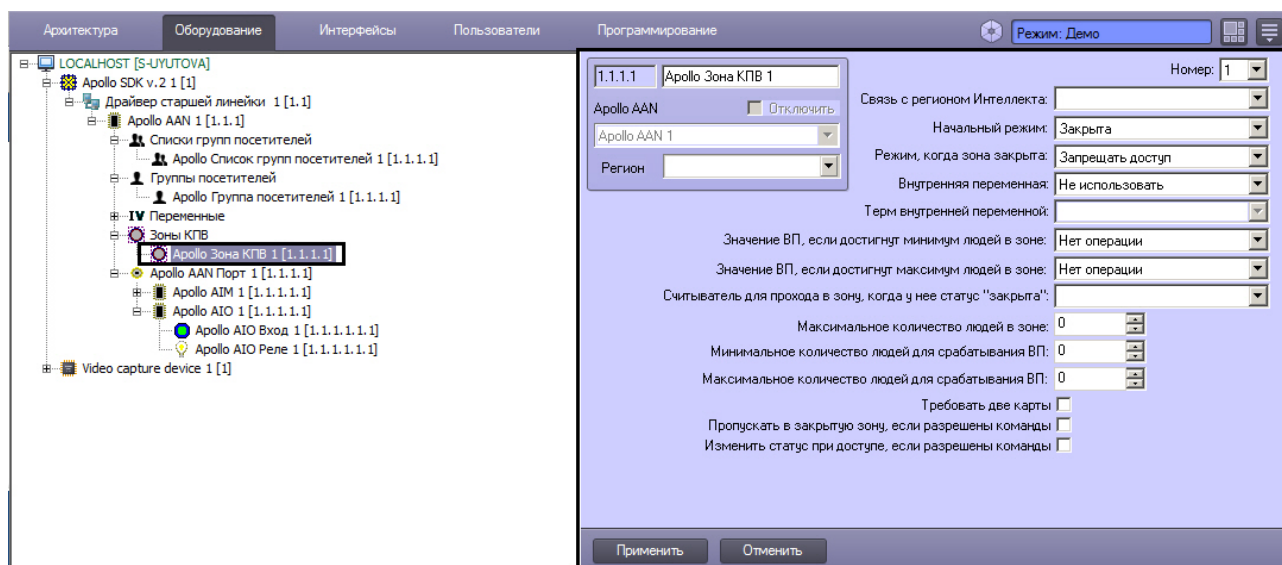 Архитектура Оборудование Интерфейсы Пользователи Программирование Режим: Демо
LOCALHOST [S-UYUTOVA]
Apollo SDK v.2 1 [1]
Драйвер старшей линейки 1 [1.1]
Apollo AAN 1 [1.1.1]
Списки групп посетителей
Apollo Список групп посетителей 1 [1.1.1.1]
Группы посетителей
Apollo Группа посетителей 1 [1.1.1.1]
IV Переменные
Зоны КПВ
Apollo Зона КПВ 1 [1.1.1.1]
Apollo AAN Порт 1 [1.1.1.1]
Apollo AIM 1 [1.1.1.1.1]
Apollo AIO 1 [1.1.1.1.1]
Apollo AIO Вход 1 [1.1.1.1.1.1]
Apollo AIO Реле 1 [1.1.1.1.1.1]
Video capture device 1 [1]
1.1.1.1 Apollo Зона КПВ 1
Apollo AAN Отключить
Apollo AAN 1
Регион
Номер: 1
Связь с регионом Интеллекта:
Начальный режим: Закрыта
Режим, когда зона закрыта: Запрещать доступ
Внутренняя переменная: Не использовать
Терм внутренней переменной:
Значение ВП, если достигнут минимум людей в зоне: Нет операции
Значение ВП, если достигнут максимум людей в зоне: Нет операции
Считыватель для прохода в зону, когда у нее статус "закрыта":
Максимальное количество людей в зоне: 0
Минимальное количество людей для срабатывания ВП: 0
Максимальное количество людей для срабатывания ВП: 0
Требовать две карты
Пропускать в закрытую зону, если разрешены команды
Изменить статус при доступе, если разрешены команды
Применить Отменить